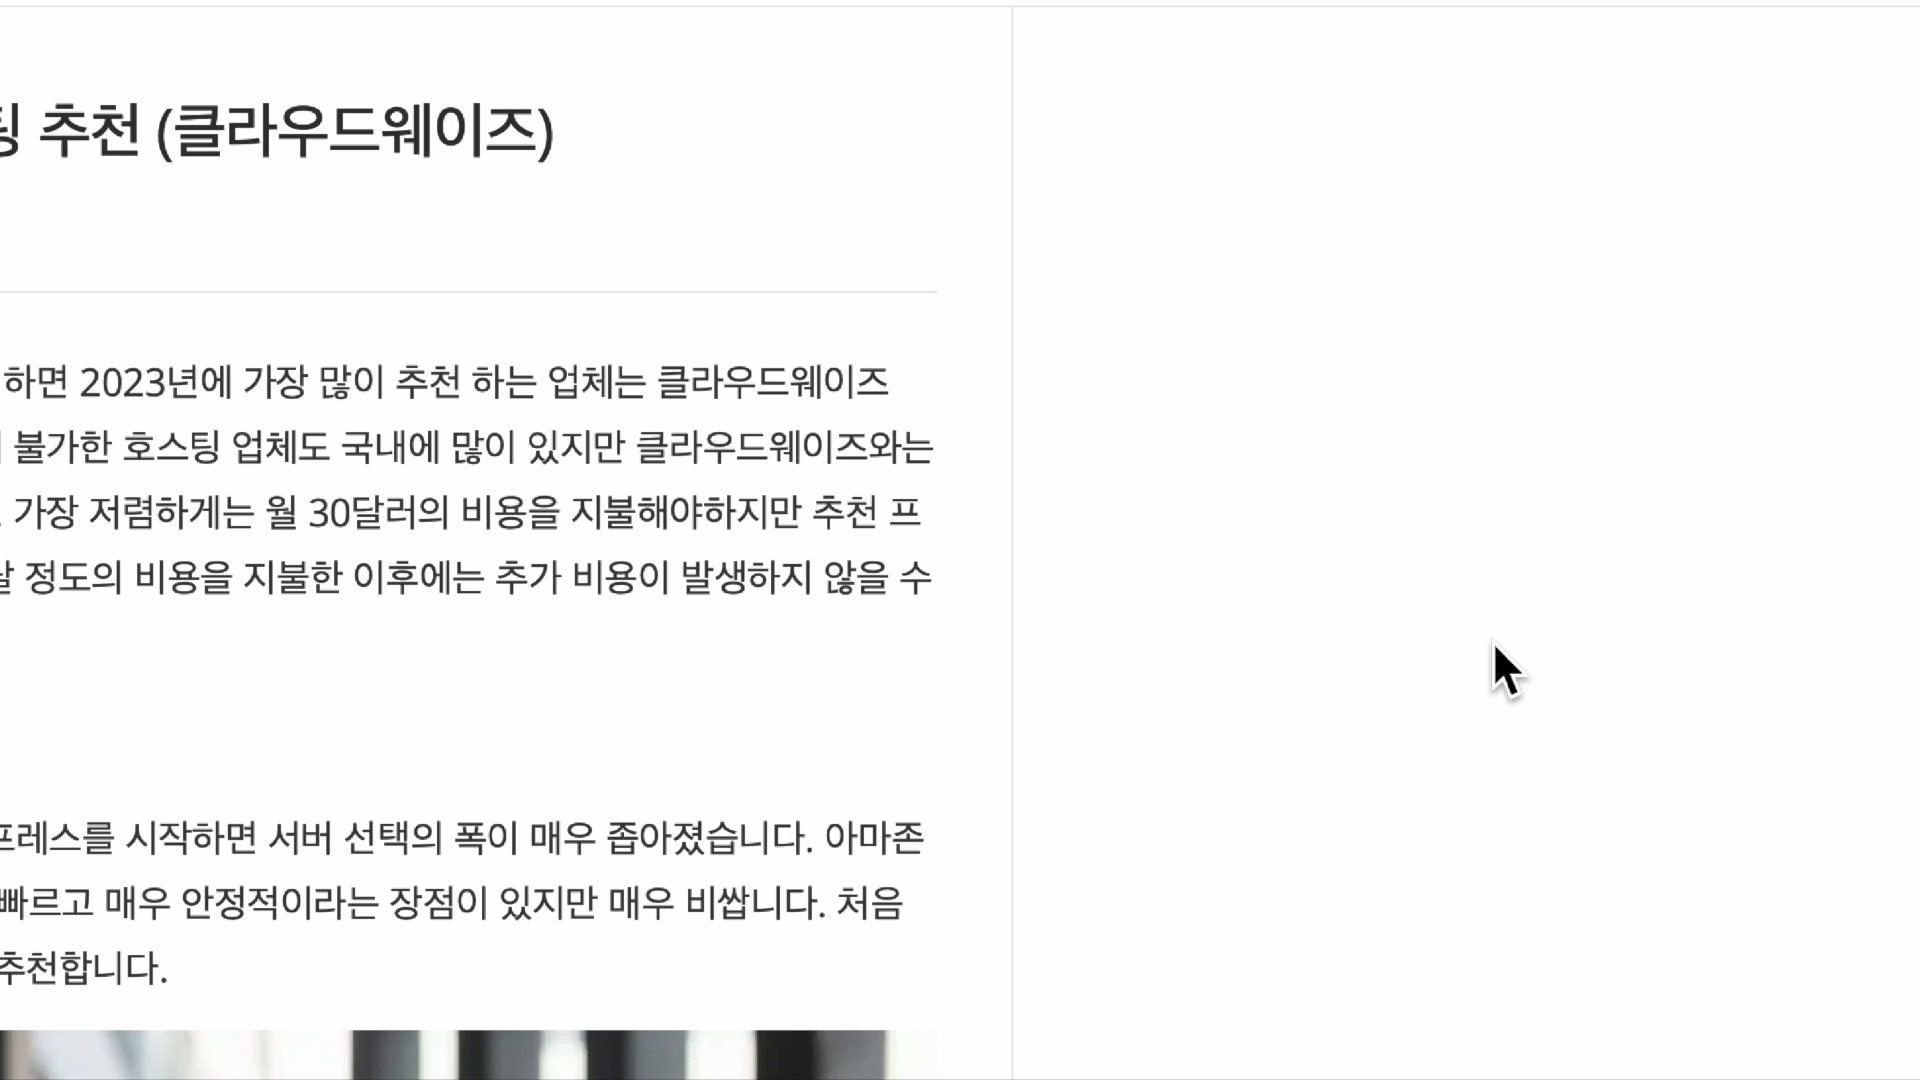 추천 (클라우드웨이즈)
하면 2023년에 가장 많이 추천 하는 업체는 클라우드웨이즈
불가한 호스팅 업체도 국내에 많이 있지만 클라우드웨이즈와는
가장 저렴하게는 월 30달러의 비용을 지불해야하지만 추천 프
정도의 비용을 지불한 이후에는 추가 비용이 발생하지 않을 수
프레스를 시작하면 서버 선택의 폭이 매우 좁아졌습니다. 아마존
빠르고 매우 안정적이라는 장점이 있지만 매우 비쌉니다. 처음
추천합니다.